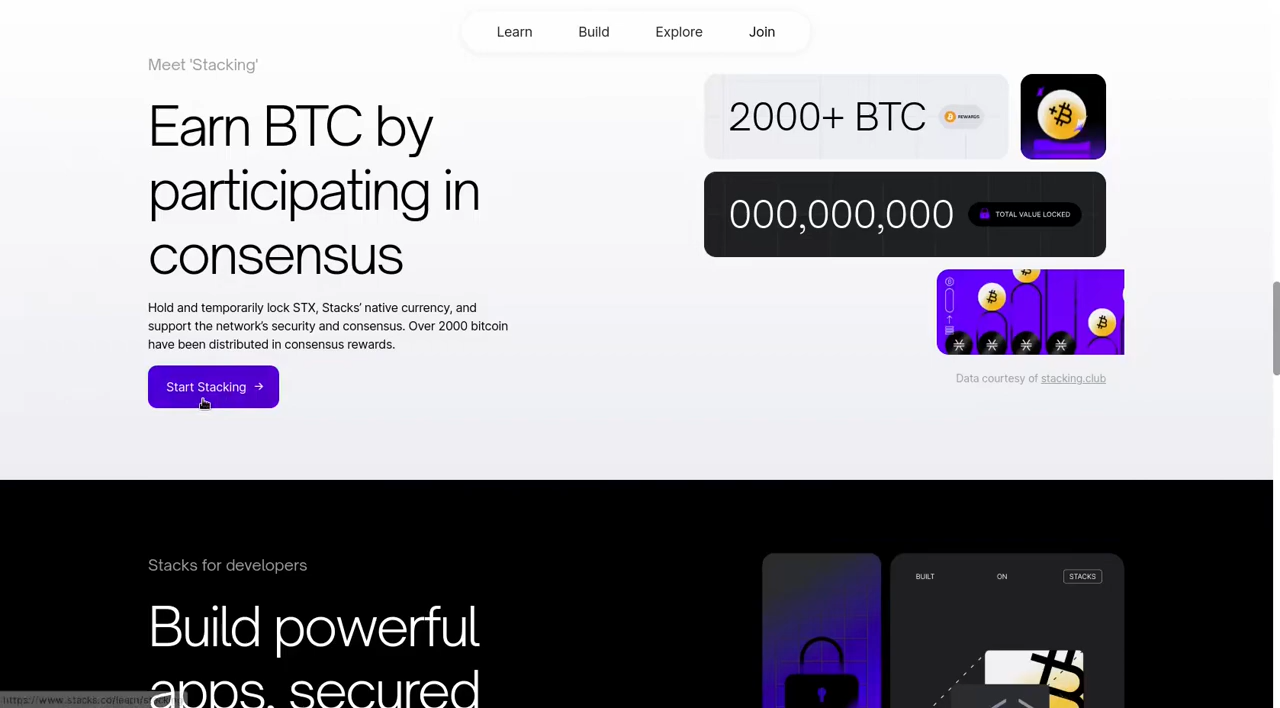 Learn Build Explore Join
Meet 'Stacking'
Earn BTC by
participating in
consensus
Hold and temporarily lock STX, Stacks’ native currency, and
support the network’s security and consensus. Over 2000 bitcoin
have been distributed in consensus rewards.
Start Stacking →
2000+ BTC
REWARDS
000,000,000
TOTAL VALUE LOCKED
Data courtesy of stacking.club
Stacks for developers
Build powerful
apps, secured
BUILT ON STACKS